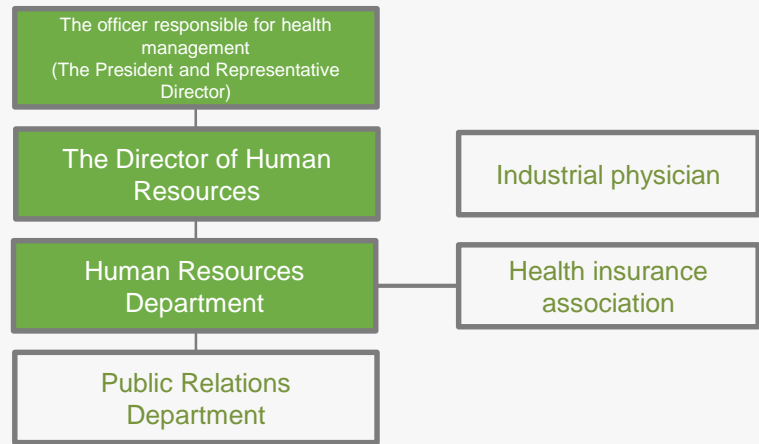 The officer responsible for health
management
(The President and Representative
Director)
The Director of Human
Resources
Industrial physician
Human Resources
Department
Health insurance
association
Public Relations
Department